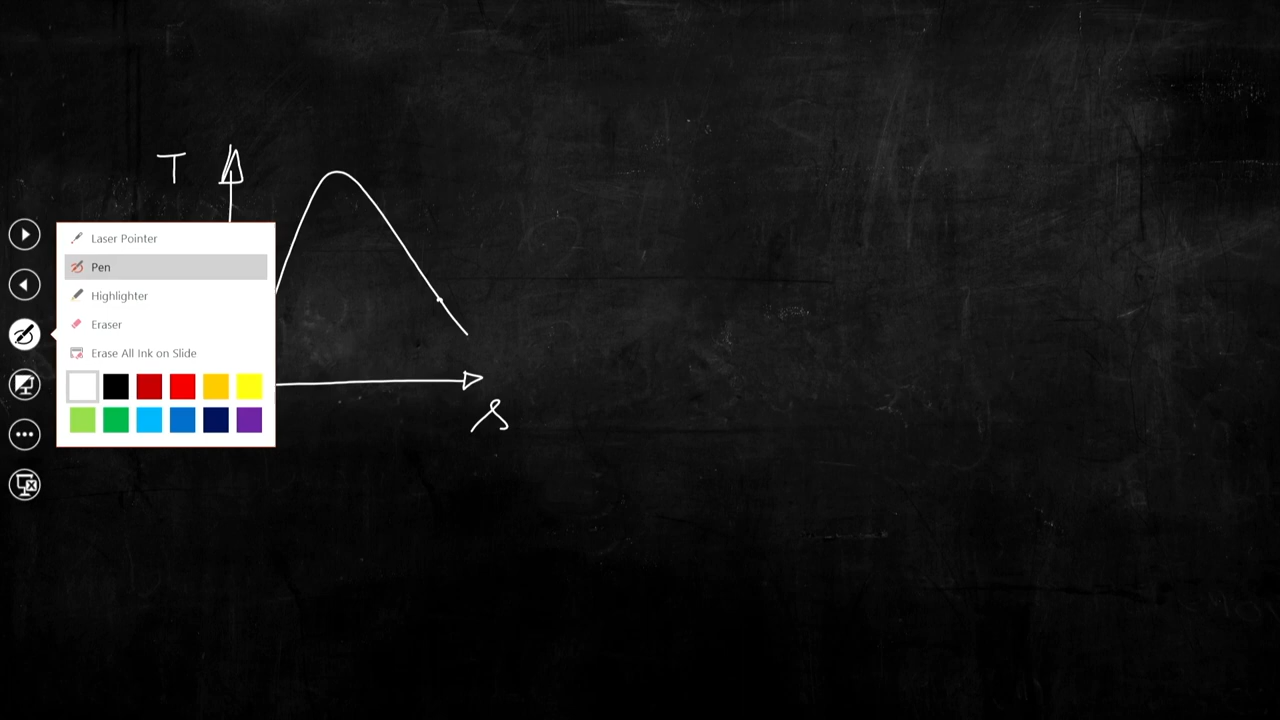 T
Laser Pointer
Pen
Highlighter
Eraser
Erase All Ink on Slide
s